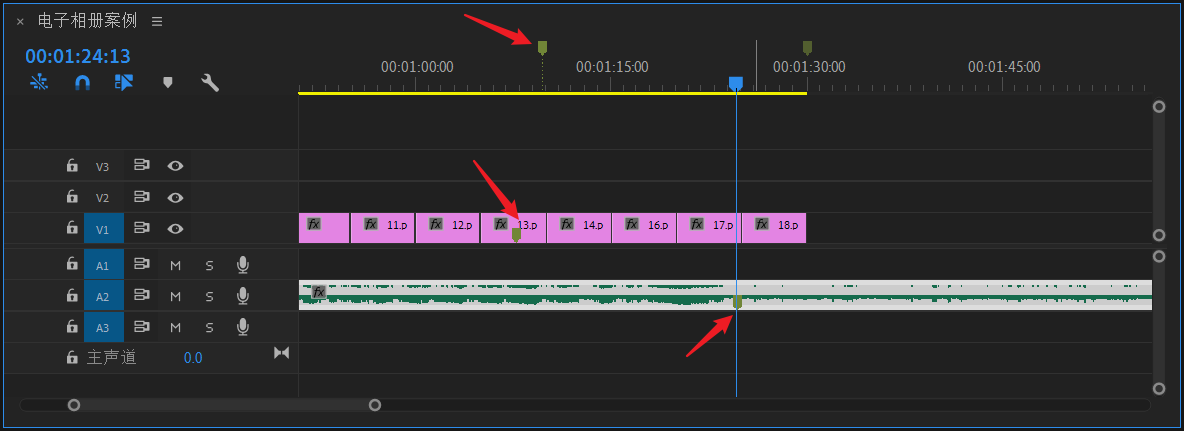 × 电子相册案例 ≡
00:01:24:13
00:01:00:00 00:01:15:00 00:01:30:00 00:01:45:00
V3
V2
V1 fx fx 11.p fx 12.p fx 13.p fx 14.p fx 16.p fx 17.p fx 18.p
A1 M S
A2 M S fx
A3 M S
主声道 0.0